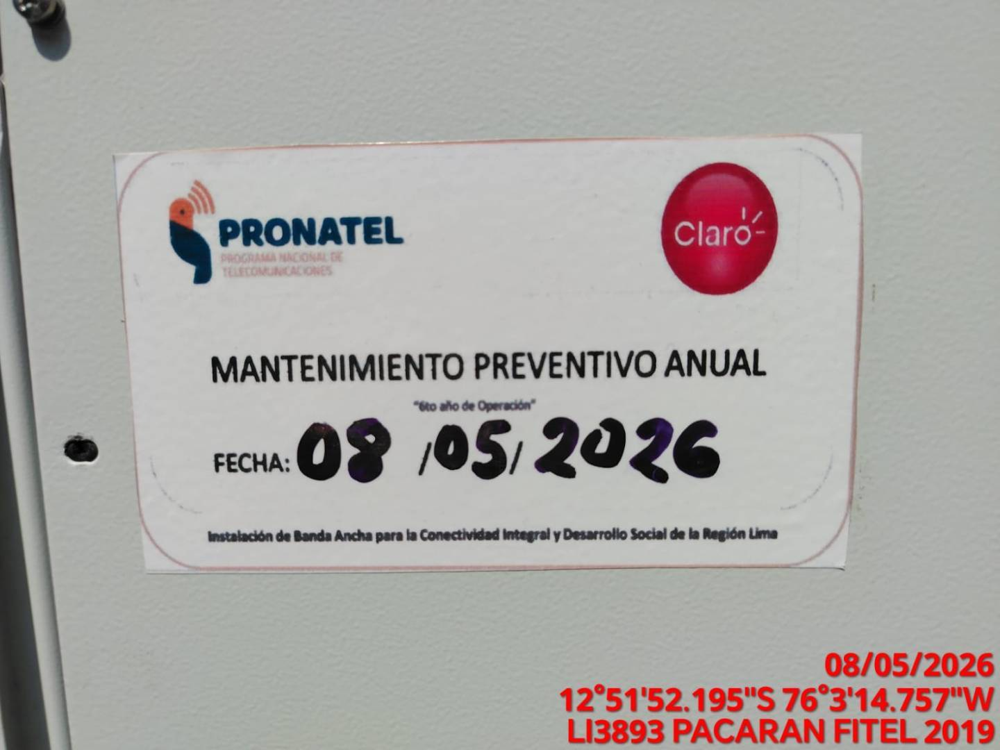 PRONATEL
PROGRAMA NACIONAL DE
TELECOMUNICACIONES
Claro
MANTENIMIENTO PREVENTIVO ANUAL
"6to año de Operación"
FECHA: 08/05/2026
Instalación de Banda Ancha para la Conectividad Integral y Desarrollo Social de la Región Lima
08/05/2026
12°51'52.195"S 76°3'14.757"W
LI3893 PACARAN FITEL 2019